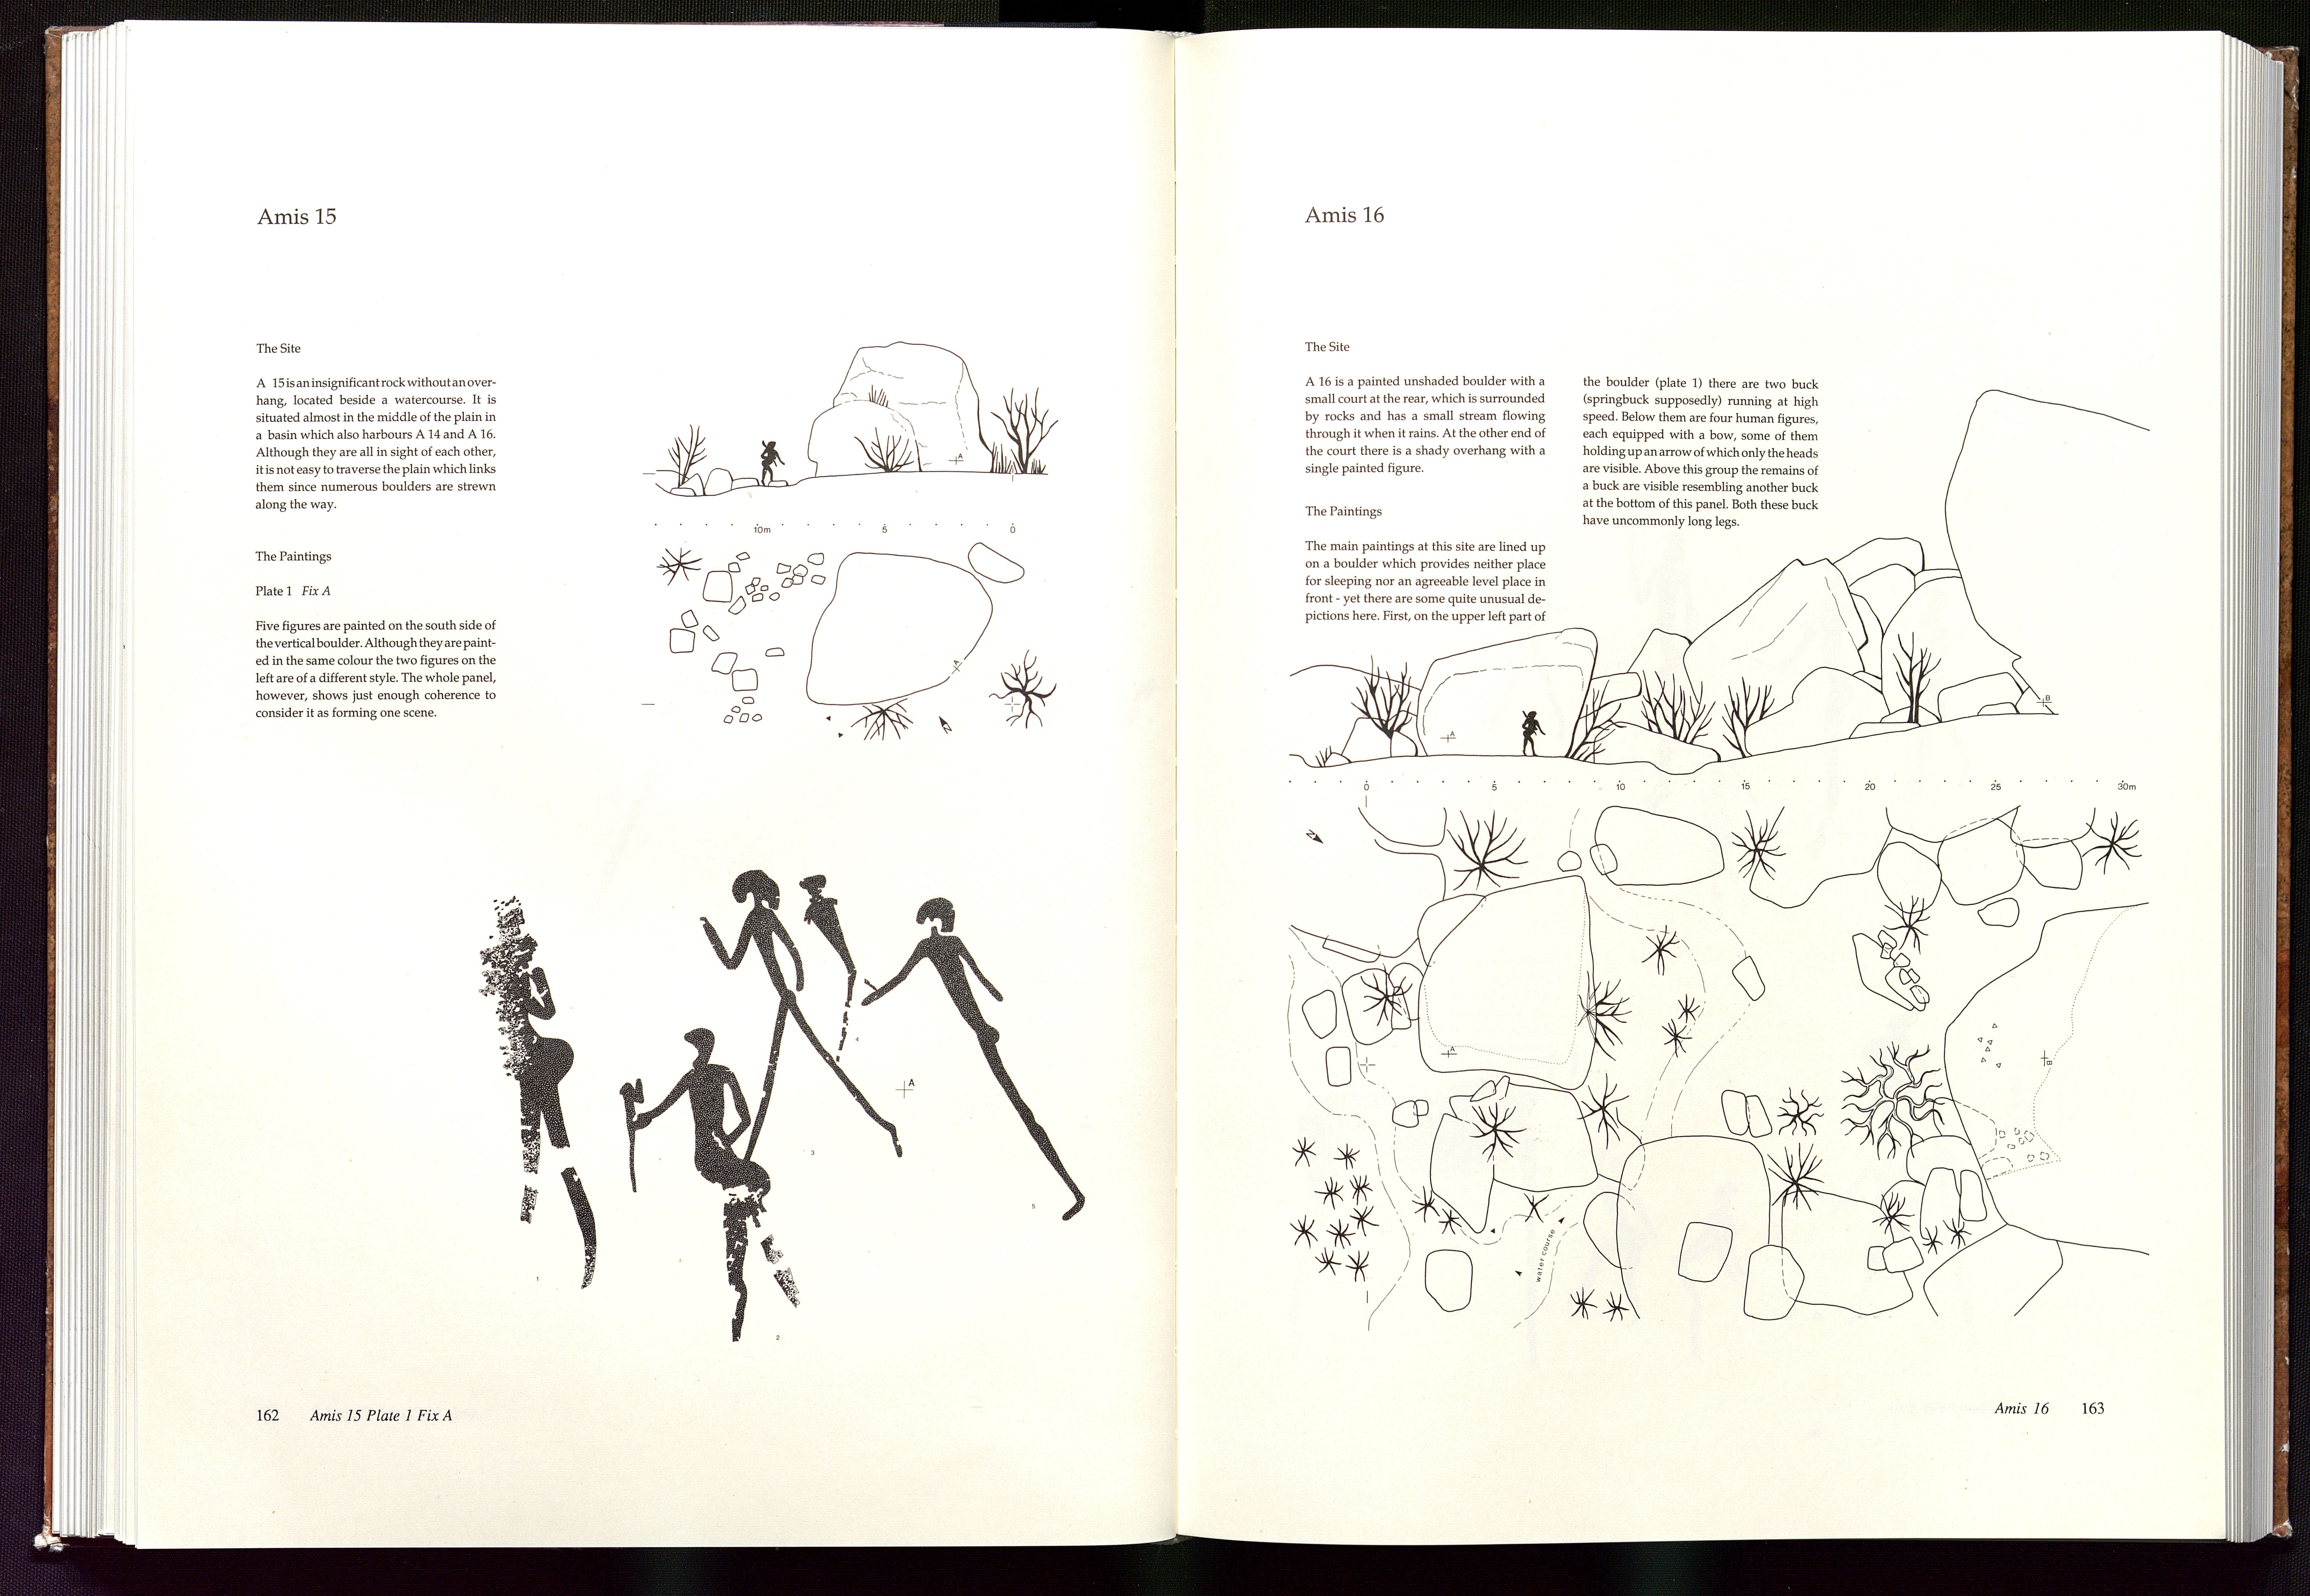 Amis 15
The Site
A 15 is an insignificant rock without an over-
hang, located beside a watercourse. It is
situated almost in the middle of the plain in
a basin which also harbours A 14 and A 16.
Although they are all in sight of each other,
it is not easy to traverse the plain which links
them since numerous boulders are strewn
along the way.
The Paintings
Plate 1 Fix A
Five figures are painted on the south side of
the vertical boulder. Although they are paint-
ed in the same colour the two figures on the
left are of a different style. The whole panel,
however, shows just enough coherence to
consider it as forming one scene.
A
10m 5 0
A
N
A
1
2
3
4
5
162 Amis 15 Plate 1 Fix A
Amis 16
The Site
A 16 is a painted unshaded boulder with a
small court at the rear, which is surrounded
by rocks and has a small stream flowing
through it when it rains. At the other end of
the court there is a shady overhang with a
single painted figure.
The Paintings
The main paintings at this site are lined up
on a boulder which provides neither place
for sleeping nor an agreeable level place in
front - yet there are some quite unusual de-
pictions here. First, on the upper left part of
the boulder (plate 1) there are two buck
(springbuck supposedly) running at high
speed. Below them are four human figures,
each equipped with a bow, some of them
holding up an arrow of which only the heads
are visible. Above this group the remains of
a buck are visible resembling another buck
at the bottom of this panel. Both these buck
have uncommonly long legs.
A
B
0 5 10 15 20 25 30m
N
A
B
water course
Amis 16 163